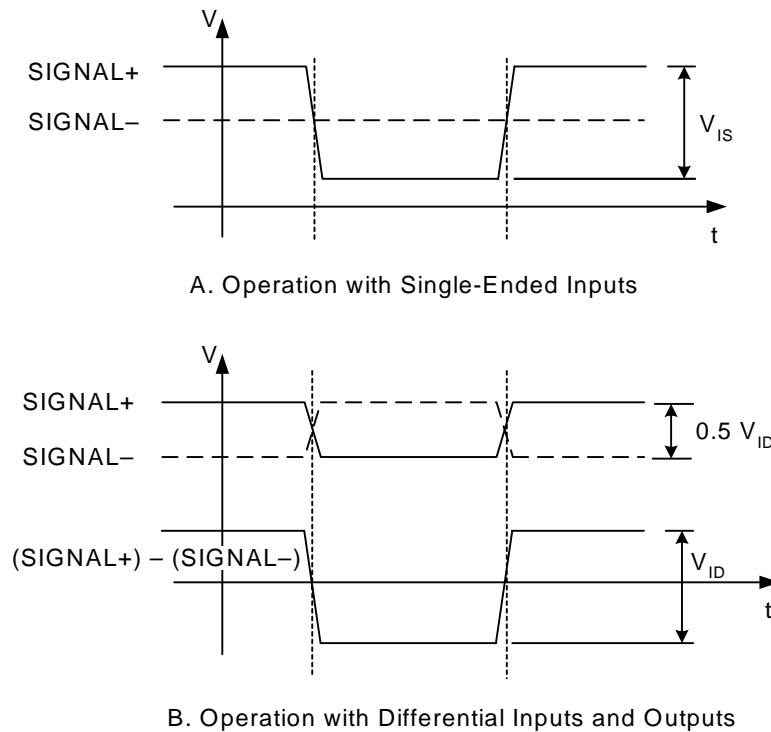 V
SIGNAL+
SIGNAL–
V_IS
t
A. Operation with Single-Ended Inputs
V
SIGNAL+
0.5 V_ID
SIGNAL–
(SIGNAL+) – (SIGNAL–)
V_ID
t
B. Operation with Differential Inputs and Outputs